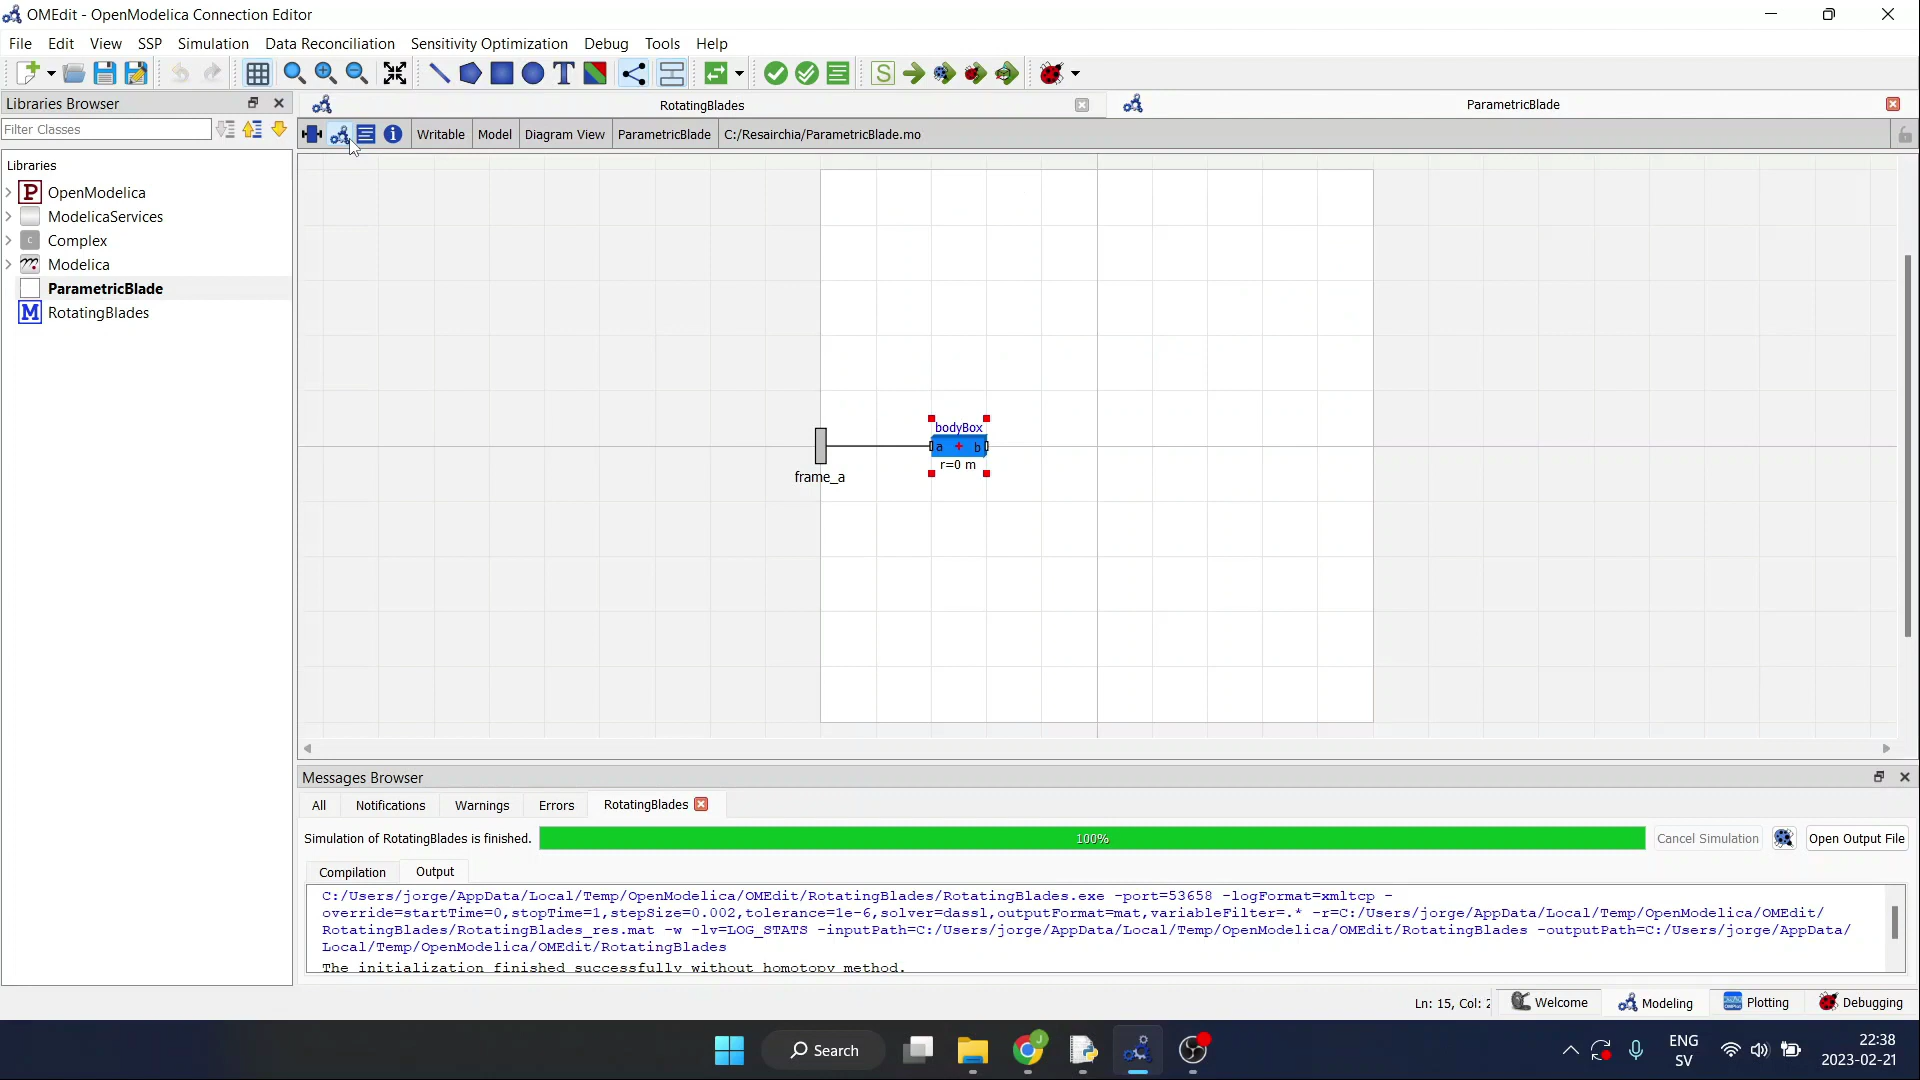 OMEdit - OpenModelica Connection Editor
File Edit View SSP Simulation Data Reconciliation Sensitivity Optimization Debug Tools Help
T S
Libraries Browser
RotatingBlades ParametricBlade
Filter Classes
Writable Model Diagram View ParametricBlade C:/Resairchia/ParametricBlade.mo
Libraries
P OpenModelica
ModelicaServices
C Complex
Modelica
ParametricBlade
M RotatingBlades
bodyBox
a b
r=0 m
frame_a
Messages Browser
All Notifications Warnings Errors RotatingBlades
Simulation of RotatingBlades is finished. 100% Cancel Simulation Open Output File
Compilation Output
C:/Users/jorge/AppData/Local/Temp/OpenModelica/OMEdit/RotatingBlades/RotatingBlades.exe -port=53658 -logFormat=xmltcp -
override=startTime=0,stopTime=1,stepSize=0.002,tolerance=1e-6,solver=dassl,outputFormat=mat,variableFilter=.* -r=C:/Users/jorge/AppData/Local/Temp/OpenModelica/OMEdit/
RotatingBlades/RotatingBlades_res.mat -w -lv=LOG_STATS -inputPath=C:/Users/jorge/AppData/Local/Temp/OpenModelica/OMEdit/RotatingBlades -outputPath=C:/Users/jorge/AppData/
Local/Temp/OpenModelica/OMEdit/RotatingBlades
The initialization finished successfully without homotopy method.
Ln: 15, Col: 2 Welcome Modeling Plotting Debugging
Search
ENG
SV
22:38
2023-02-21